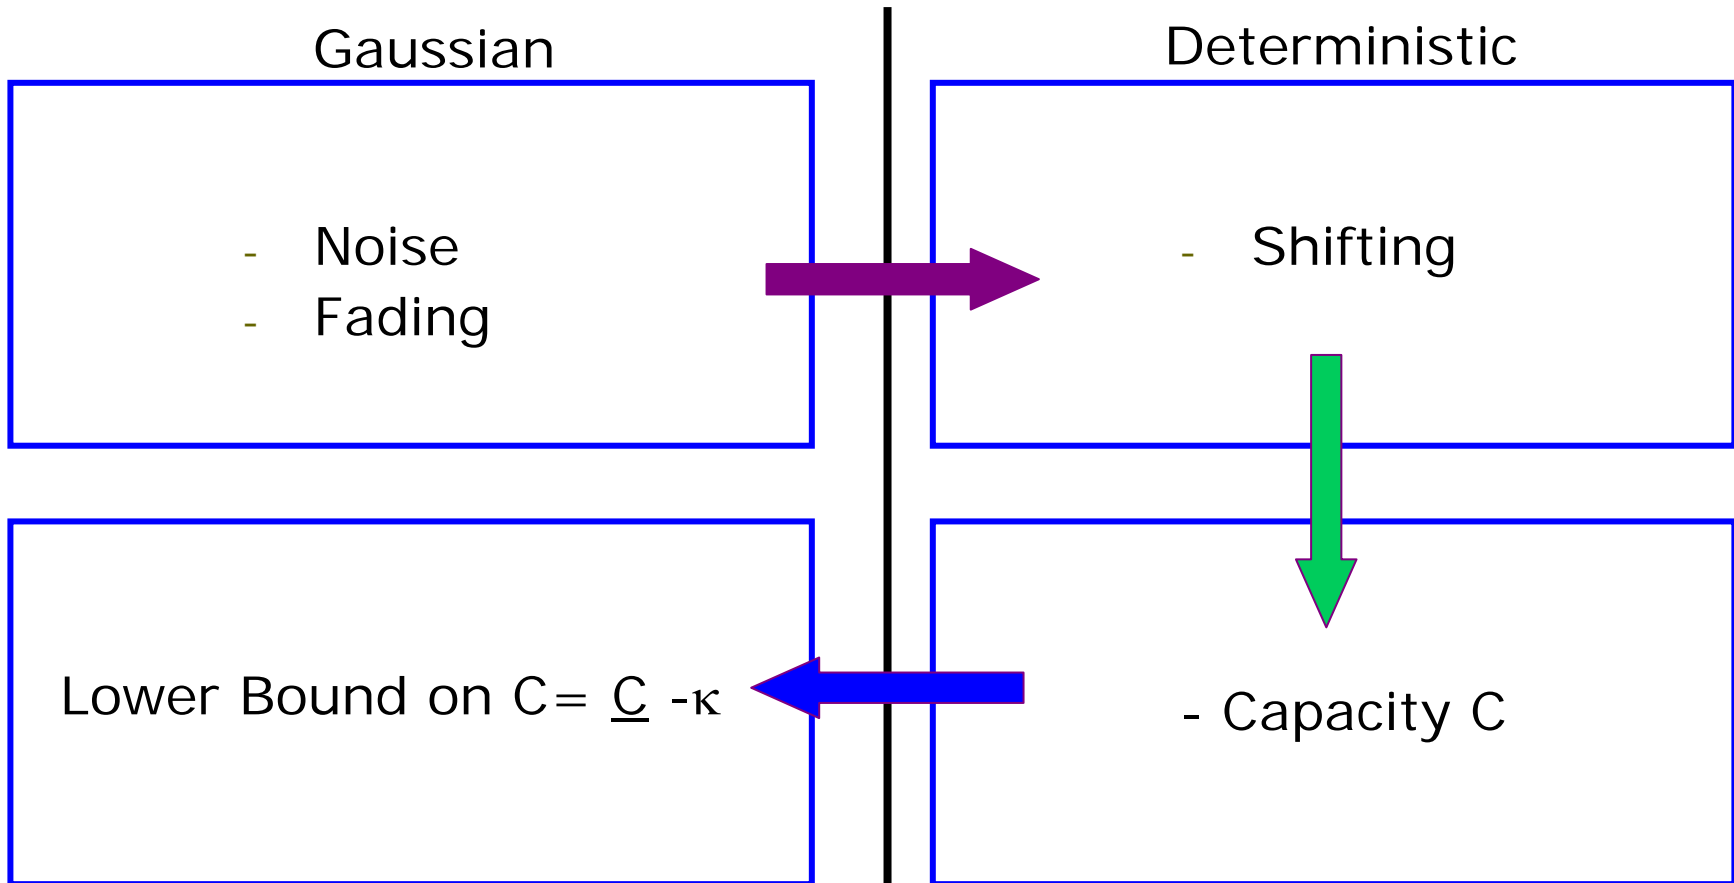 Gaussian
Deterministic
- Noise
- Fading
- Shifting
Lower Bound on C= C -κ
- Capacity C